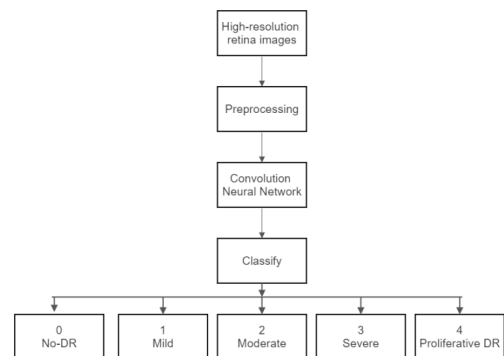 High-resolution
retina images
Preprocessing
Convolution
Neural Network
Classify
0
No-DR
1
Mild
2
Moderate
3
Severe
4
Proliferative DR